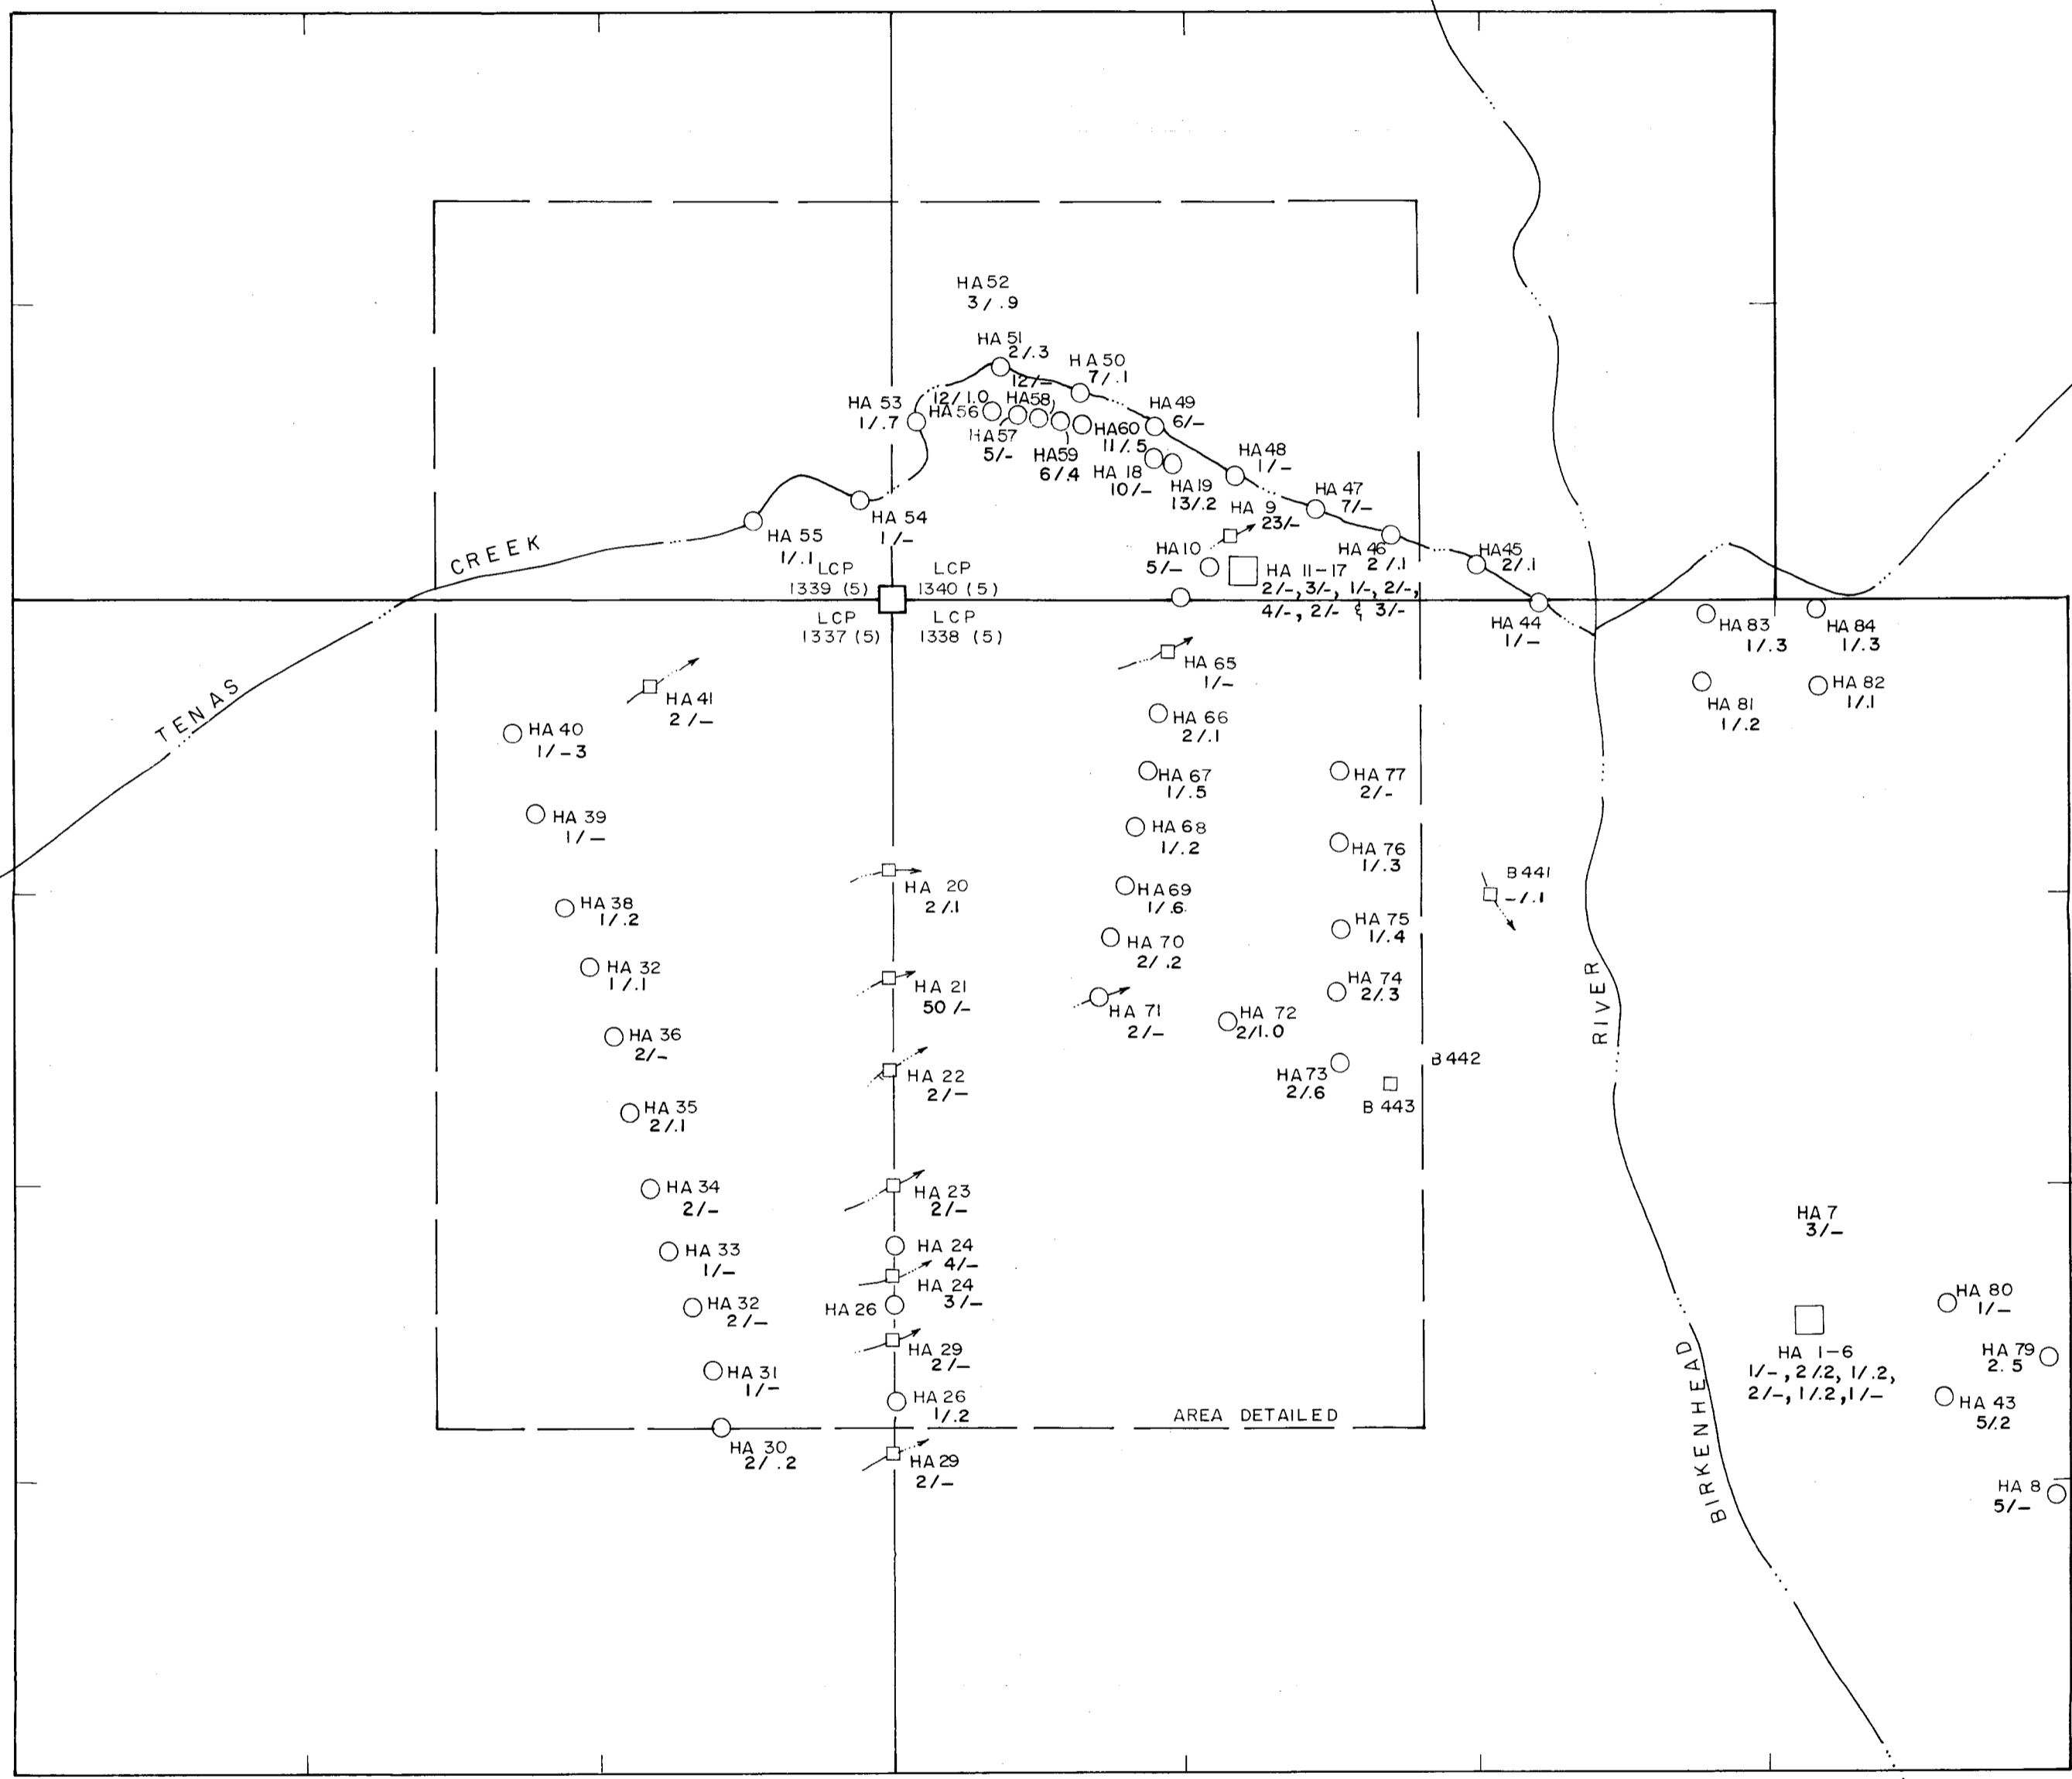 HA 52
3 / .9
HA 51
2/.3
HA 50
7/.1
12/—
12/1.0
HA 53
1/.7
HA 56
HA58
HA 49
6/—
HA57
5/-
HA59
6/.4
HA60
11/.5
HA 18
10/—
HA19
13/.2
HA 48
1/—
HA 47
7/—
HA 9
23/-
HA 54
1/—
HA 55
1/.1
HA10
5/—
HA 46
2/.1
HA45
2/.1
HA 11-17
2/-, 3/-, 1/-, 2/-,
4/-, 2/- & 3/-
HA 44
1/—
CREEK
TENAS
LCP
1339 (5)
LCP
1340 (5)
LCP
1337 (5)
LCP
1338 (5)
HA 83
1/.3
HA 84
1/.3
HA 81
1/.2
HA 82
1/.1
HA 41
2/—
HA 40
1/-3
HA 39
1/—
HA 38
1/.2
HA 32
1/.1
HA 36
2/-
HA 35
2/.1
HA 34
2/-
HA 33
1/—
HA 32
2/—
HA 31
1/-
HA 30
2/.2
HA 20
2/.1
HA 21
50/-
HA 22
2/—
HA 23
2/-
HA 24
4/-
HA 24
3/—
HA 26
HA 29
2/—
HA 26
1/.2
HA29
2/—
HA 65
1/-
HA 66
2/.1
HA 67
1/.5
HA 68
1/.2
HA69
1/.6
HA 70
2/.2
HA 71
2/—
HA 72
2/1.0
HA 77
2/-
HA 76
1/.3
HA 75
1/.4
HA 74
2/.3
HA73
2/.6
B 441
-/.1
B 442
B 443
AREA DETAILED
RIVER
BIRKENHEAD
HA 7
3/—
HA 1-6
1/-, 2/.2, 1/.2,
2/-, 1/.2, 1/-
HA 80
1/—
HA 79
2.5
HA 43
5/.2
HA 8
5/—